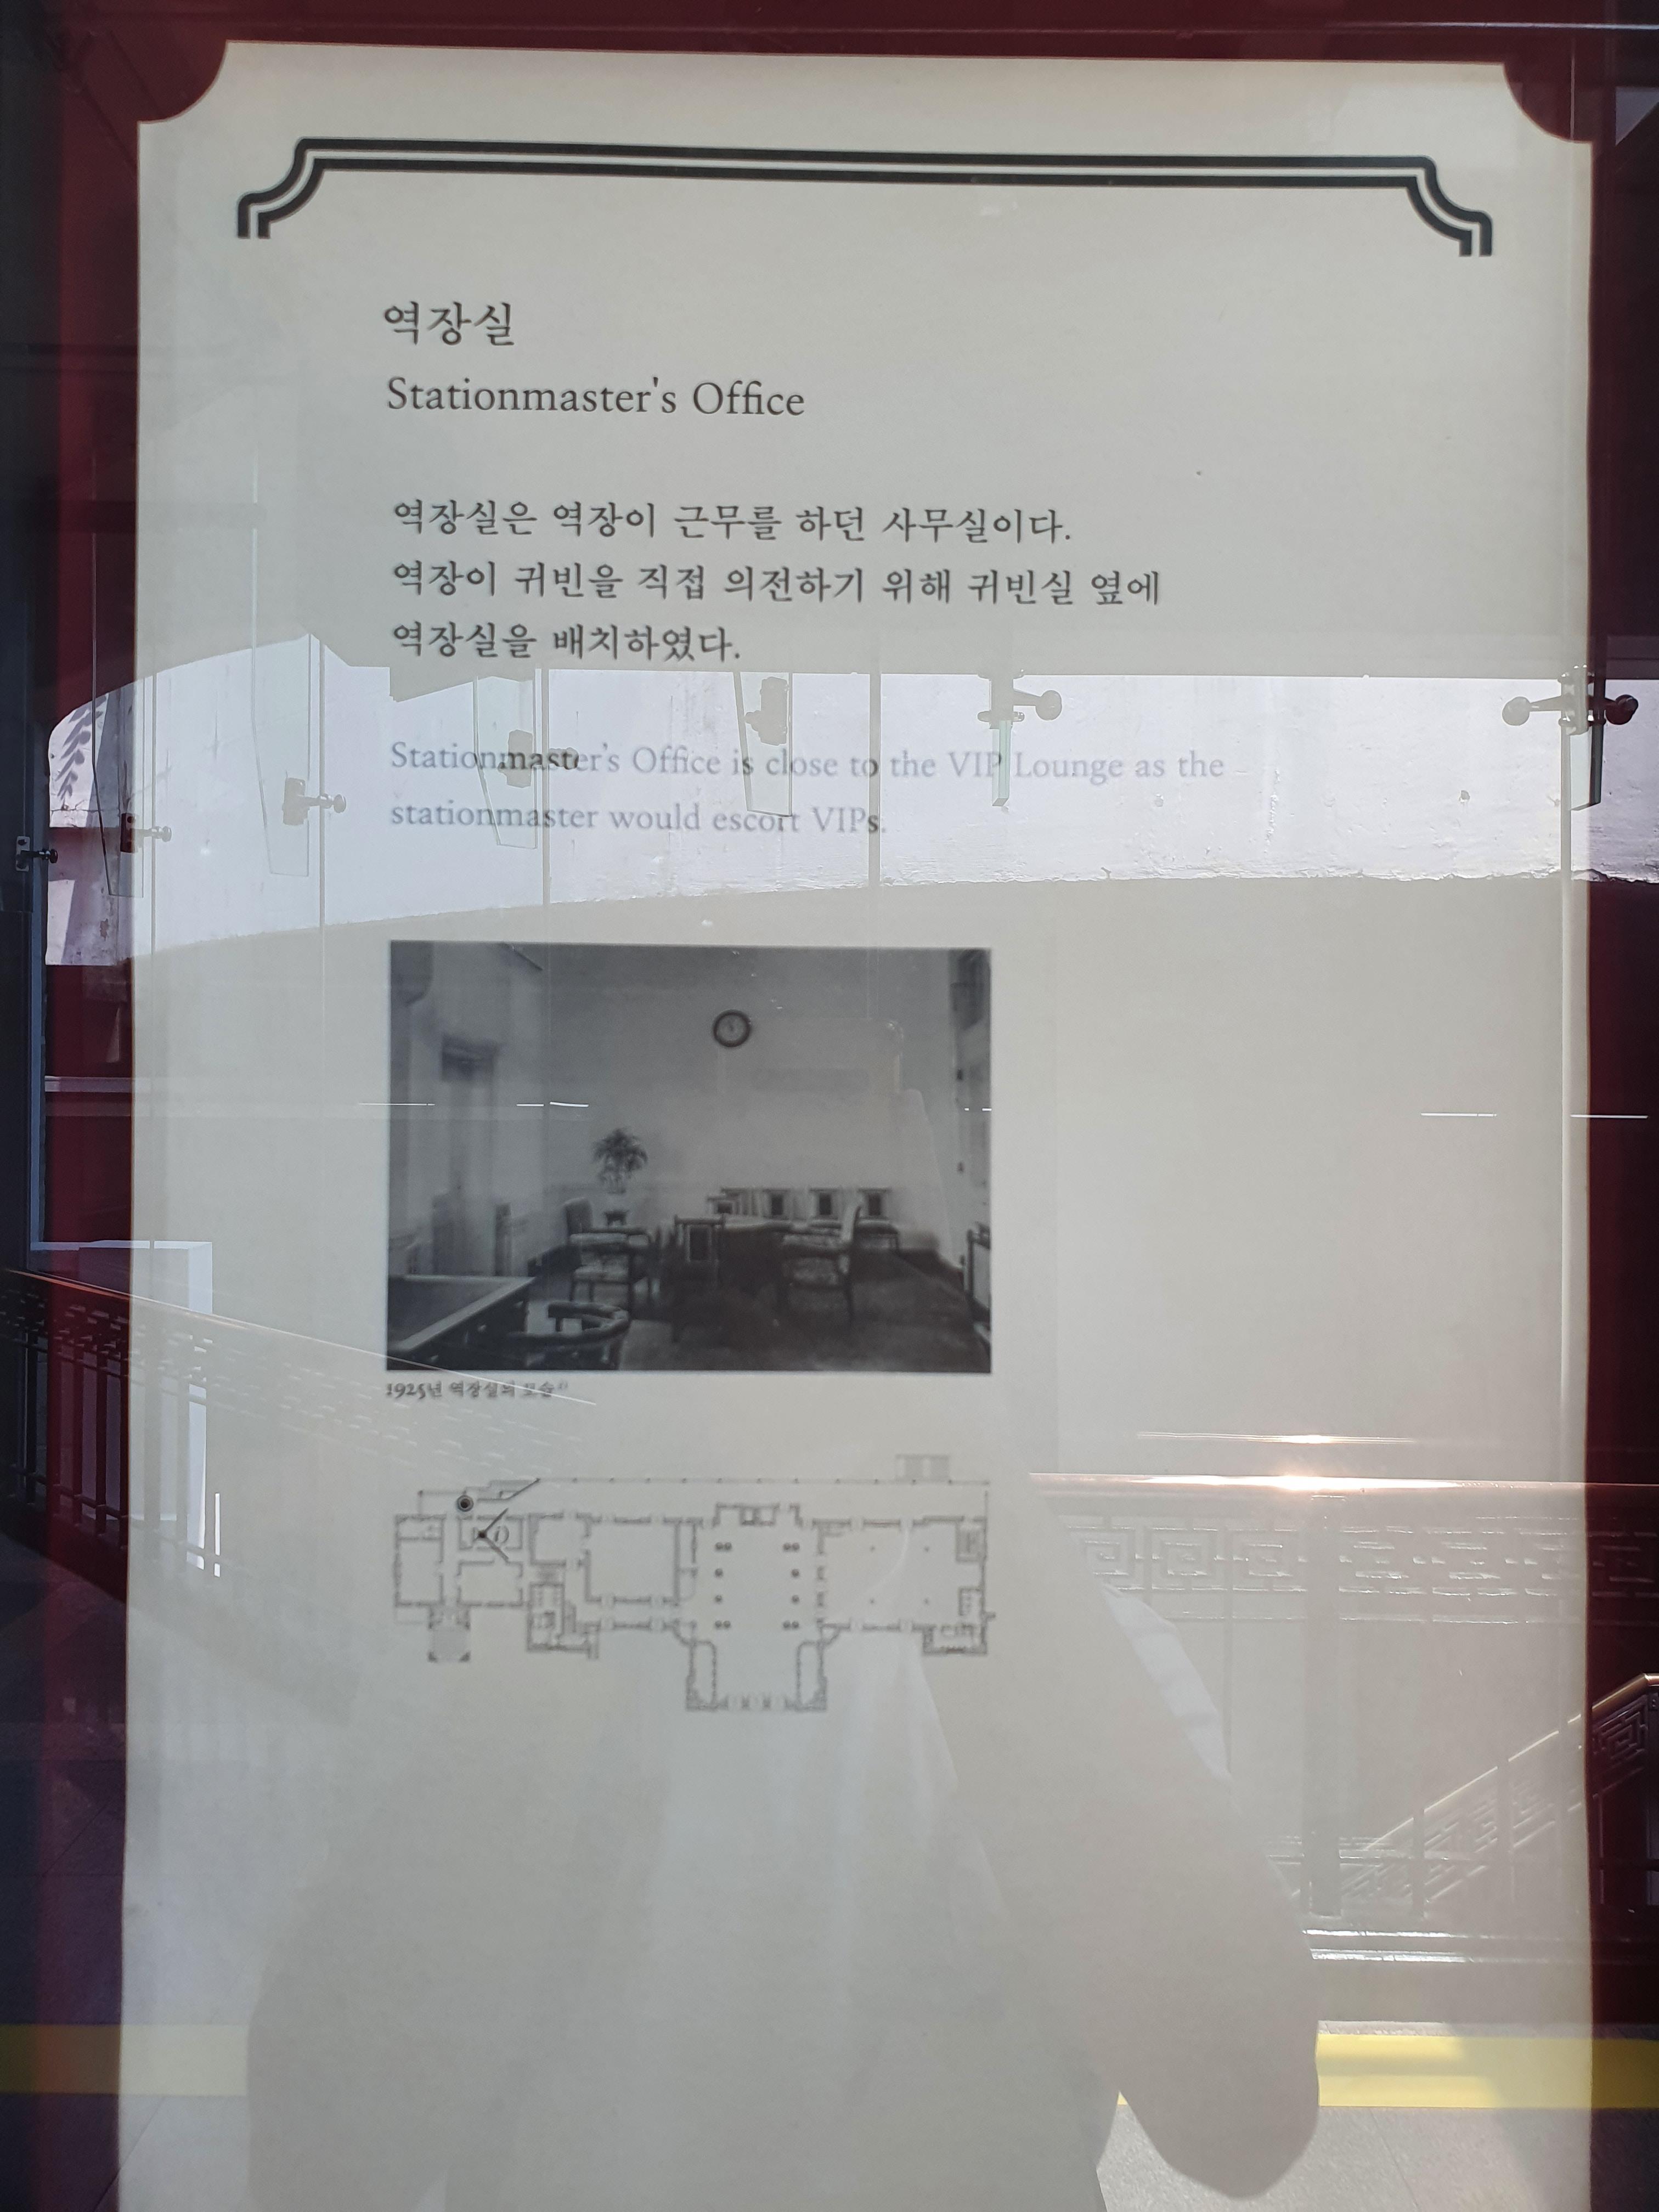 역장실
Stationmaster's Office
역장실은 역장이 근무를 하던 사무실이다.
역장이 귀빈을 직접 의전하기 위해 귀빈실 옆에
역장실을 배치하였다.
Stationmaster's Office is close to the VIP Lounge as the
stationmaster would escort VIPs.
1925년 역장실의 모습